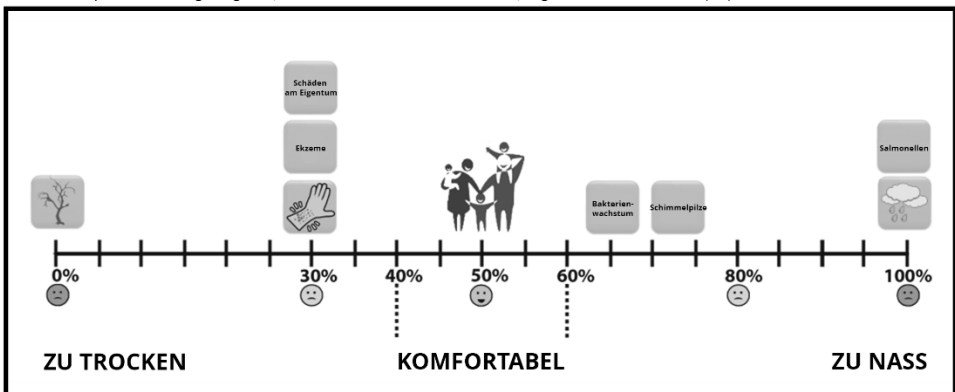 Schäden
am Eigentum
Ekzeme
Salmonellen
Bakterien-
wachstum
Schimmelpilze
0%
30%
40%
50%
60%
80%
100%
ZU TROCKEN
KOMFORTABEL
ZU NASS